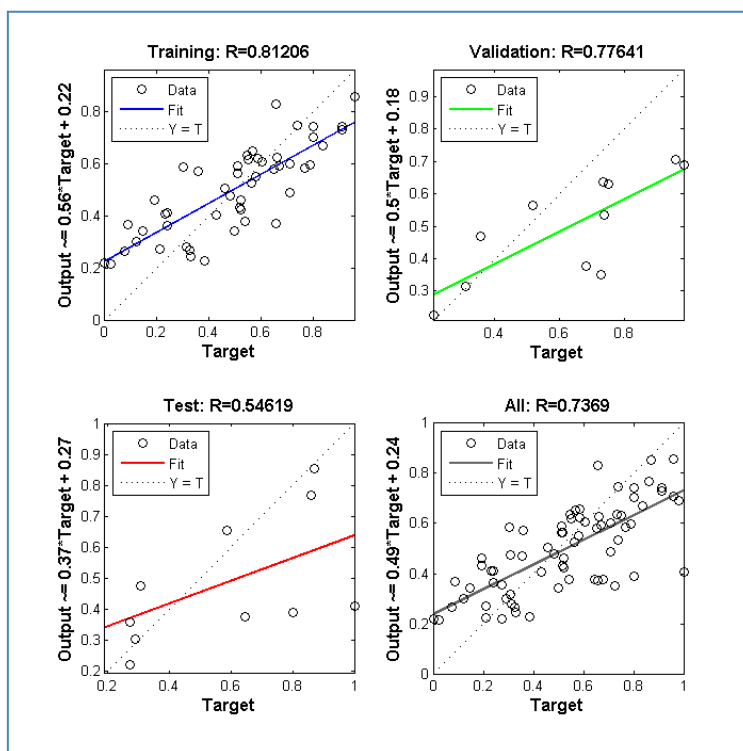 Training: R=0.81206
Output ~= 0.56*Target + 0.22
0.8
0.6
0.4
0.2
0
Data
Fit
Y = T
0 0.2 0.4 0.6 0.8
Target
Validation: R=0.77641
Output ~= 0.5*Target + 0.18
0.9
0.8
0.7
0.6
0.5
0.4
0.3
Data
Fit
Y = T
0.4 0.6 0.8
Target
Test: R=0.54619
Output ~= 0.37*Target + 0.27
1
0.9
0.8
0.7
0.6
0.5
0.4
0.3
0.2
Data
Fit
Y = T
0.2 0.4 0.6 0.8 1
Target
All: R=0.7369
Output ~= 0.49*Target + 0.24
1
0.8
0.6
0.4
0.2
0
Data
Fit
Y = T
0 0.2 0.4 0.6 0.8 1
Target